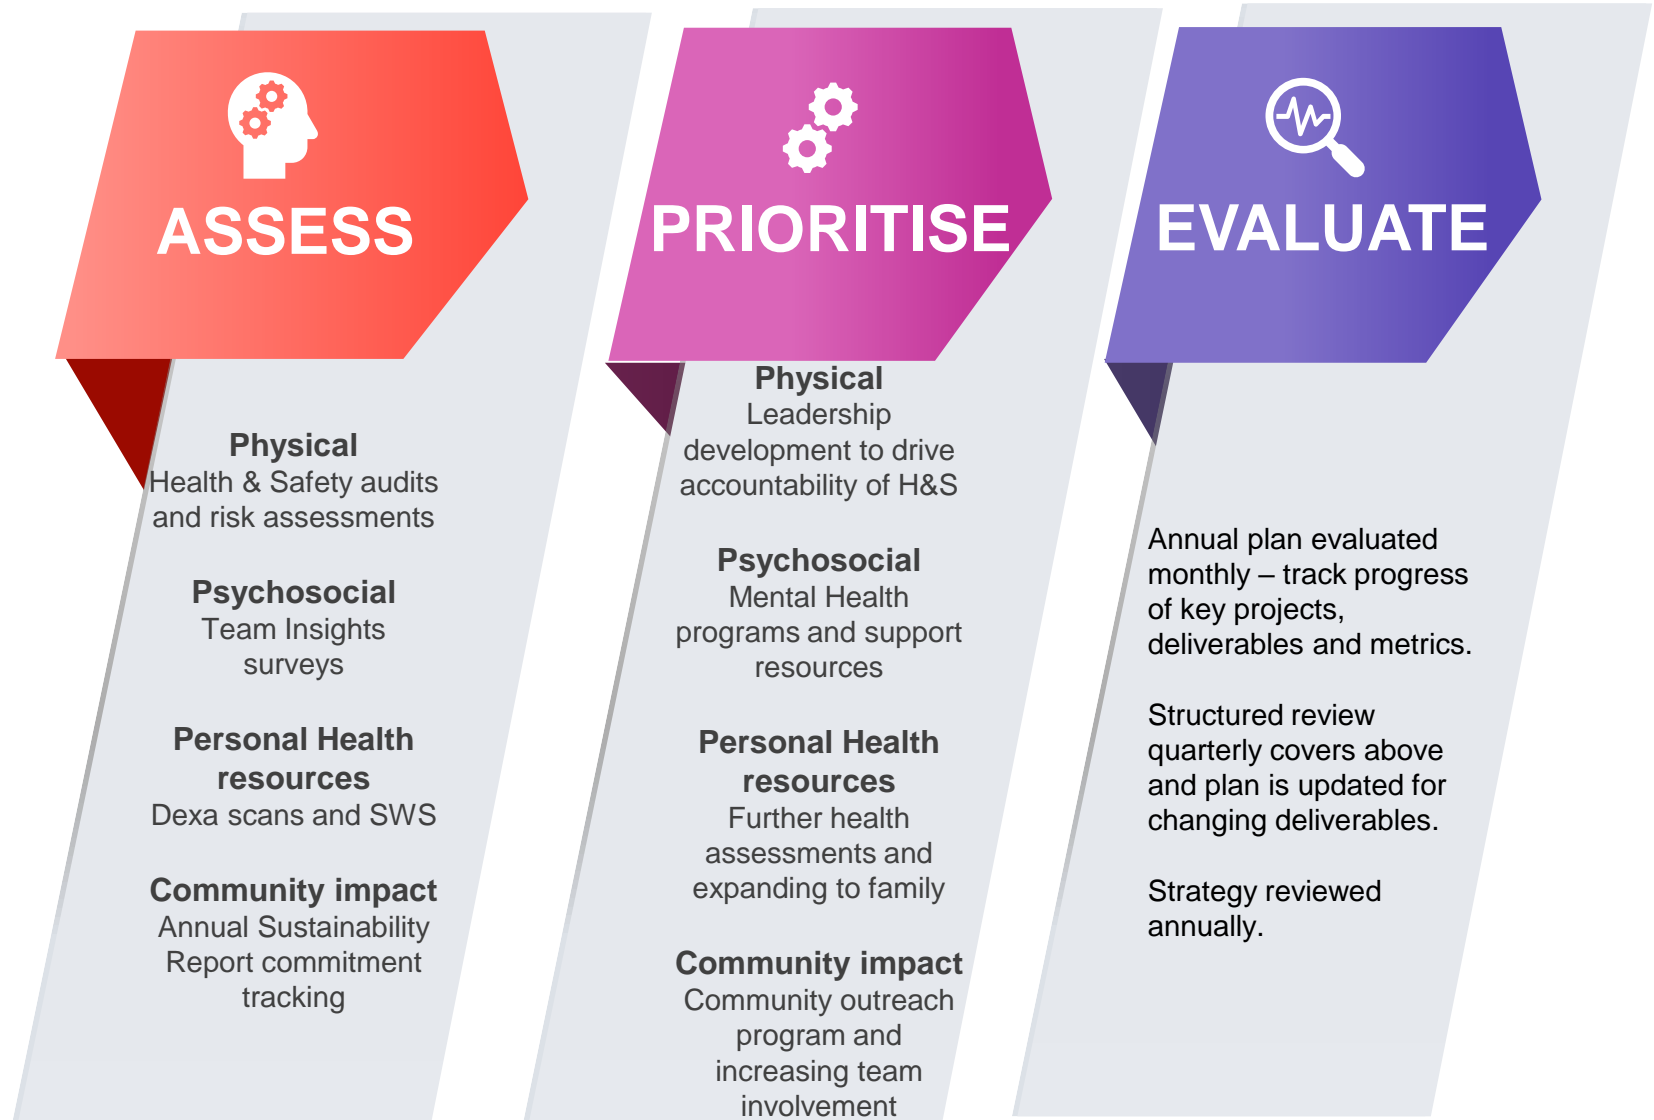 ASSESS
Physical
Health & Safety audits
and risk assessments
Psychosocial
Team Insights
surveys
Personal Health
resources
Dexa scans and SWS
Community impact
Annual Sustainability
Report commitment
tracking
PRIORITISE
Physical
Leadership
development to drive
accountability of H&S
Psychosocial
Mental Health
programs and support
resources
Personal Health
resources
Further health
assessments and
expanding to family
Community impact
Community outreach
program and
increasing team
involvement
EVALUATE
Annual plan evaluated
monthly – track progress
of key projects,
deliverables and metrics.
Structured review
quarterly covers above
and plan is updated for
changing deliverables.
Strategy reviewed
annually.